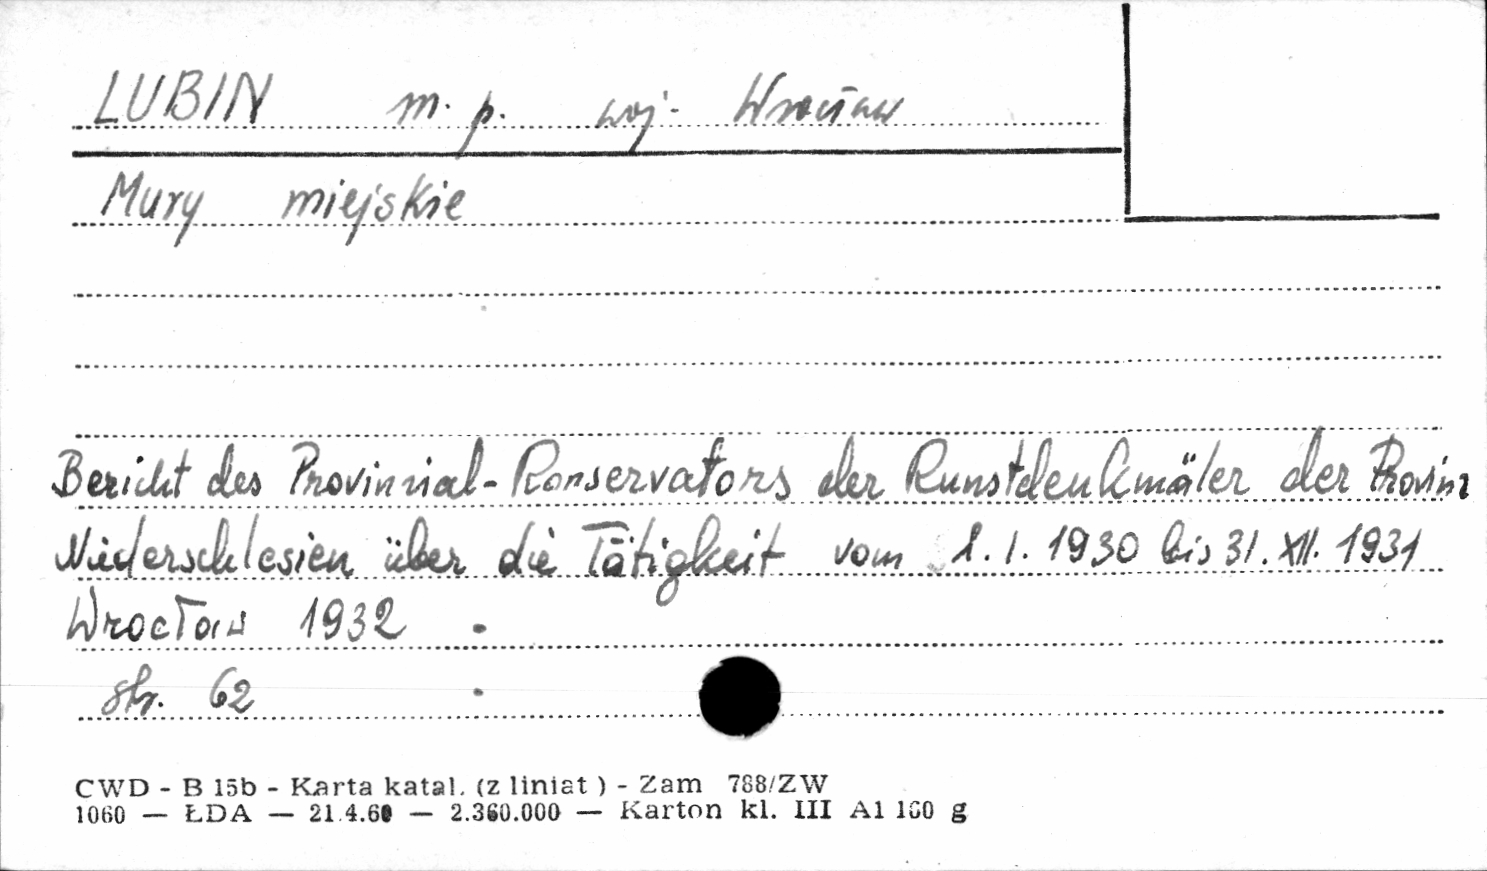 LUBIN m. p. woj. Wrocław
Mury miejskie
Bericht des Provinzial-Konservators der Kunstdenkmäler der Provinz
Niederschlesien über die Tätigkeit vom 1. I. 1930 bis 31. XII. 1931
Wrocław 1932
str. 62
CWD - B 15b - Karta katal. (z liniat ) - Zam 788/ZW
1060 — ŁDA — 21.4.60 — 2.360.000 — Karton kl. III A1 160 g